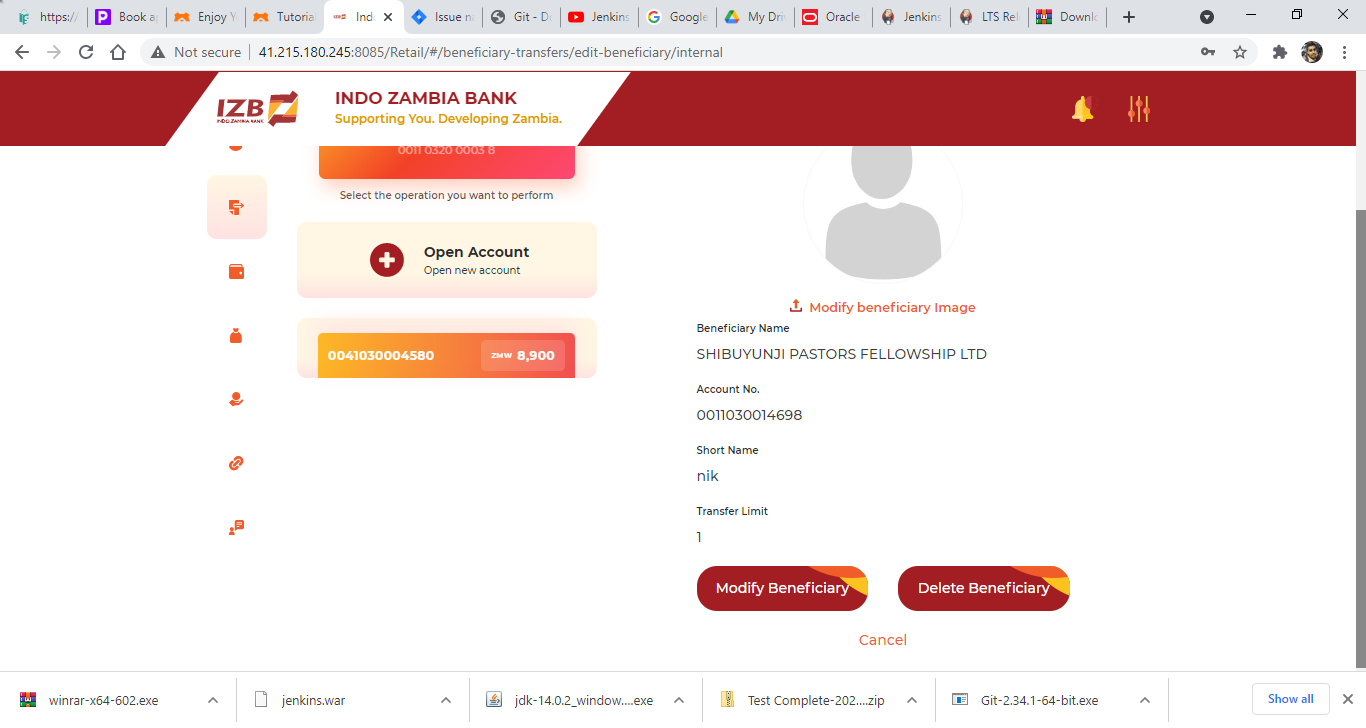 https:/
Book a
Enjoy Y
Tutoria
Ind
Issue n
Git - D
Jenkins
Google
My Dri
Oracle
Jenkins
LTS Rel
Downlo
Not secure
41.215.180.245:8085/Retail/#/beneficiary-transfers/edit-beneficiary/internal
IZB
INDO ZAMBIA BANK
INDO ZAMBIA BANK
Supporting You. Developing Zambia.
0011 0320 0003 8
Select the operation you want to perform
Open Account
Open new account
0041030004580
ZMW 8,900
Modify beneficiary Image
Beneficiary Name
SHIBUYUNJI PASTORS FELLOWSHIP LTD
Account No.
0011030014698
Short Name
nik
Transfer Limit
1
Modify Beneficiary
Delete Beneficiary
Cancel
winrar-x64-602.exe
jenkins.war
jdk-14.0.2_window....exe
Test Complete-202....zip
Git-2.34.1-64-bit.exe
Show all